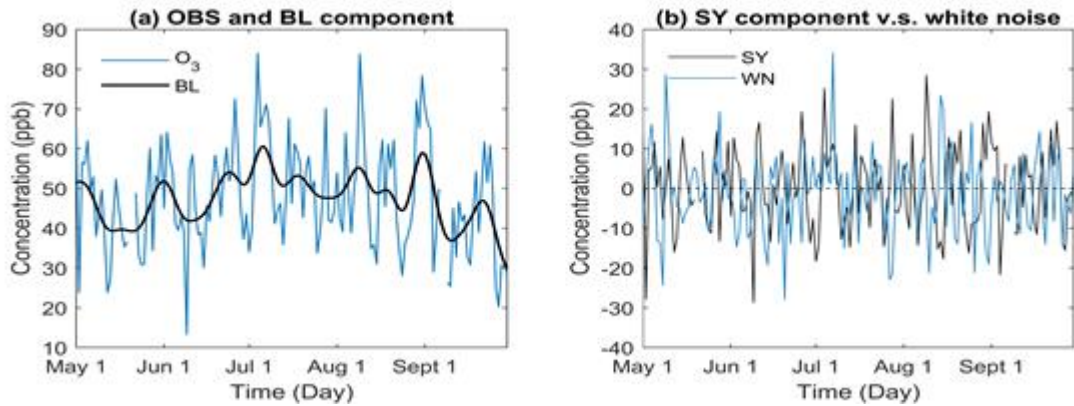 (a) OBS and BL component
90
80
70
60
50
40
30
20
10
O3
BL
Concentration (ppb)
May 1 Jun 1 Jul 1 Aug 1 Sept 1
Time (Day)
(b) SY component v.s. white noise
40
30
20
10
0
-10
-20
-30
-40
SY
WN
Concentration (ppb)
May 1 Jun 1 Jul 1 Aug 1 Sept 1
Time (Day)